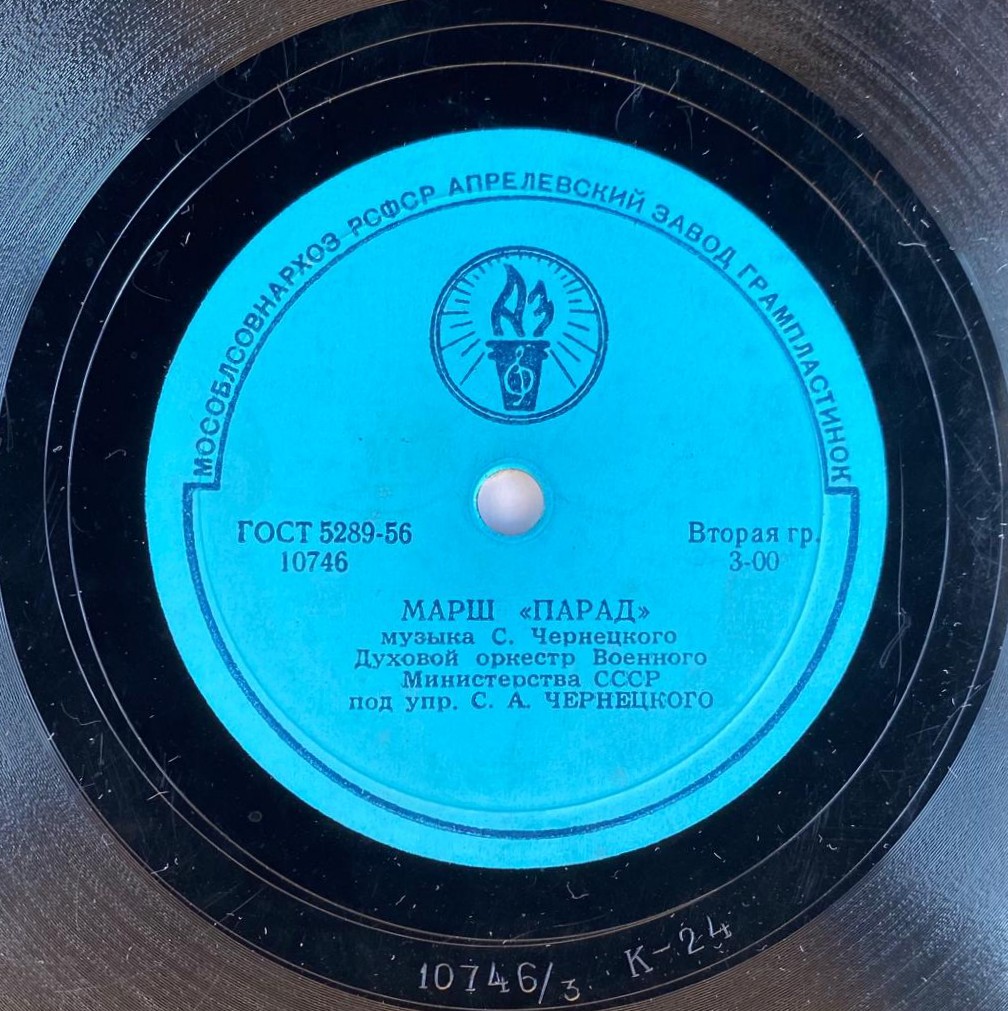 МОСОБЛСОВНАРХОЗ РСФСР АПРЕЛЕВСКИЙ ЗАВОД ГРАМПЛАСТИНОК
АЗ
ГОСТ 5289-56
10746
Вторая гр.
3-00
МАРШ «ПАРАД»
музыка С. Чернецкого
Духовой оркестр Военного
Министерства СССР
под упр. С. А. ЧЕРНЕЦКОГО
10746/3 К-24